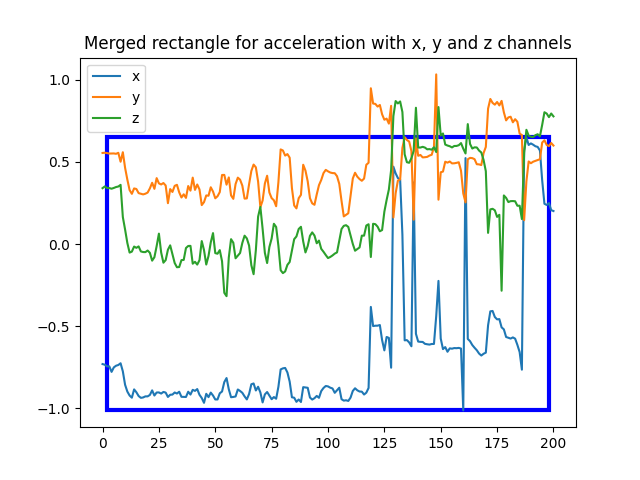 Merged rectangle for acceleration with x, y and z channels
x
y
z
1.0
0.5
0.0
−0.5
−1.0
0 25 50 75 100 125 150 175 200